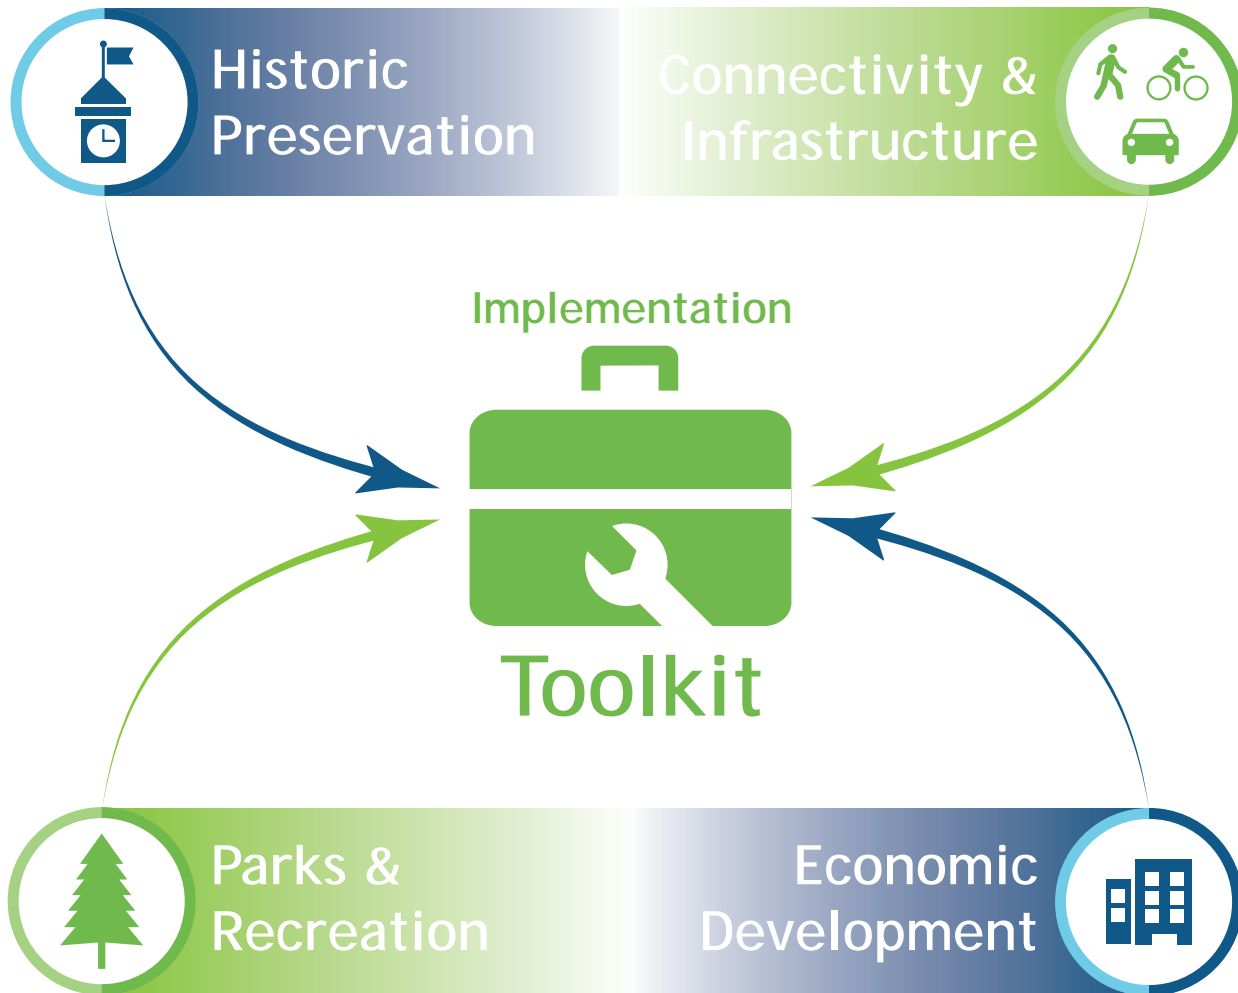 Historic
Preservation
Connectivity &
Infrastructure
Implementation
Toolkit
Parks &
Recreation
Economic
Development